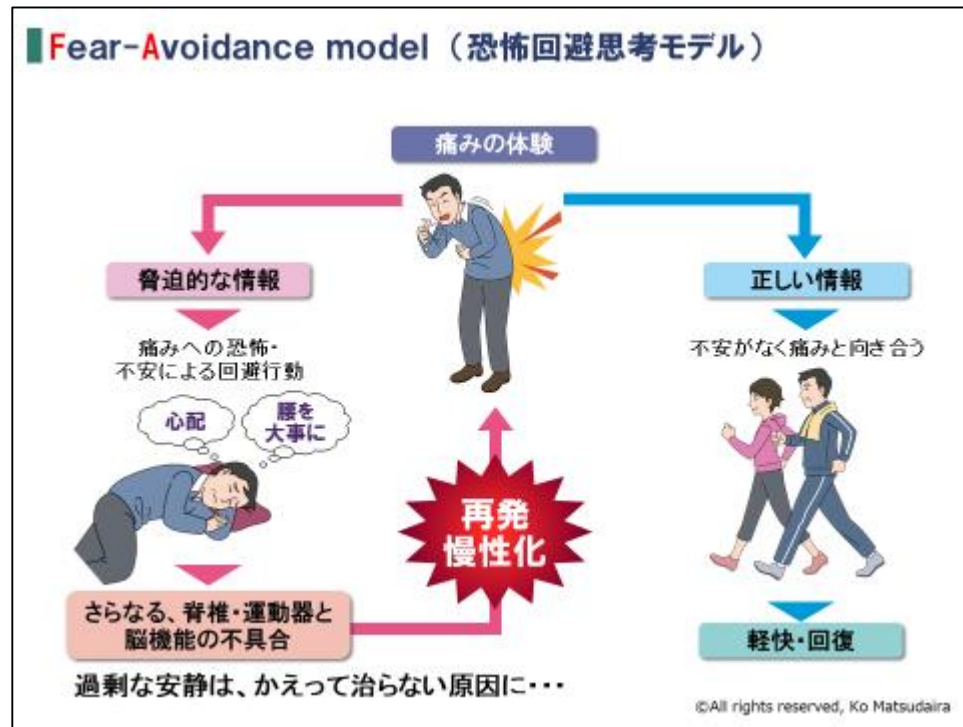 Fear-Avoidance model（恐怖回避思考モデル）
痛みの体験
脅迫的な情報
痛みへの恐怖・
不安による回避行動
心配
腰を
大事に
さらなる、脊椎・運動器と
脳機能の不具合
再発
慢性化
正しい情報
不安がなく痛みと向き合う
軽快・回復
過剰な安静は、かえって治らない原因に･･･
©All rights reserved, Ko Matsudaira